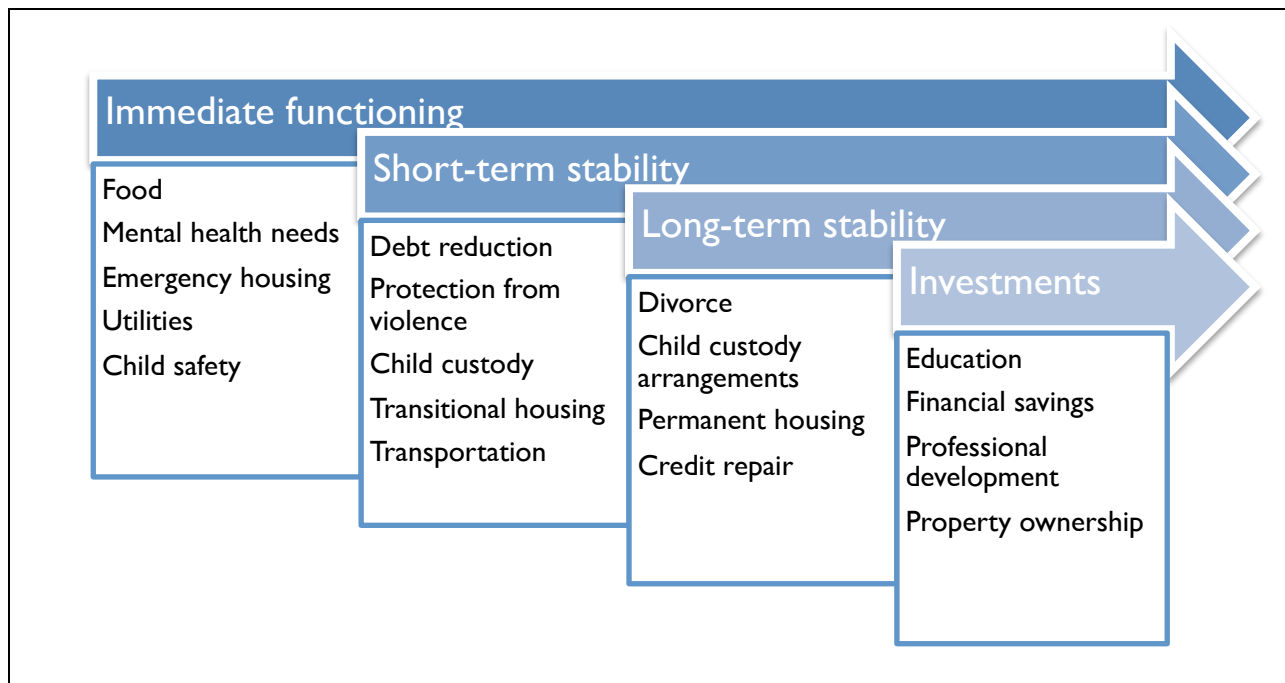 Immediate functioning
Food
Mental health needs
Emergency housing
Utilities
Child safety
Short-term stability
Debt reduction
Protection from
violence
Child custody
Transitional housing
Transportation
Long-term stability
Divorce
Child custody
arrangements
Permanent housing
Credit repair
Investments
Education
Financial savings
Professional
development
Property ownership